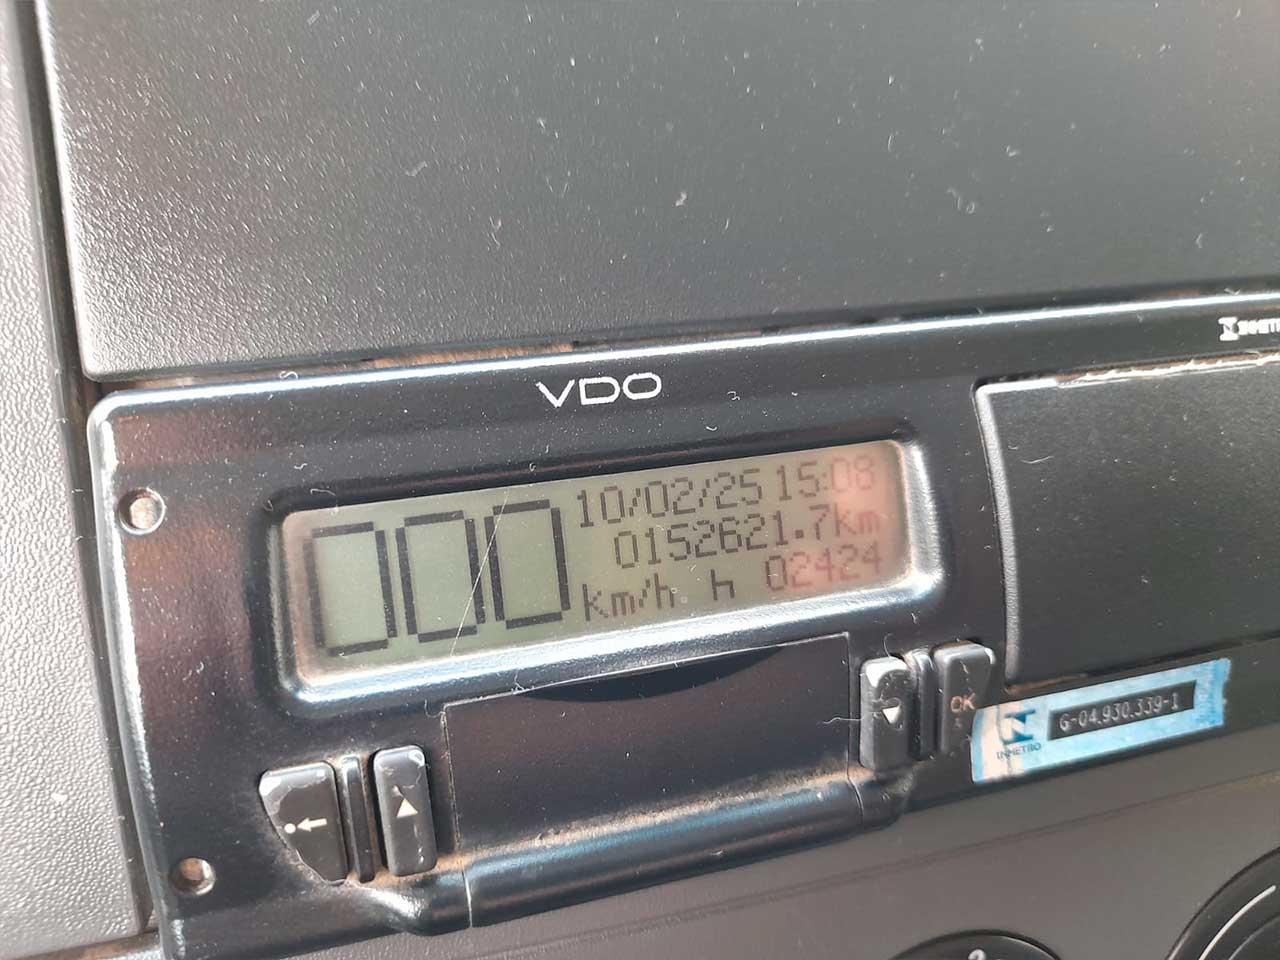 VDO
000
10/02/25 15:08
0152621.7km
km/h h 02424
OK
INMETRO
G-04.930.339-1